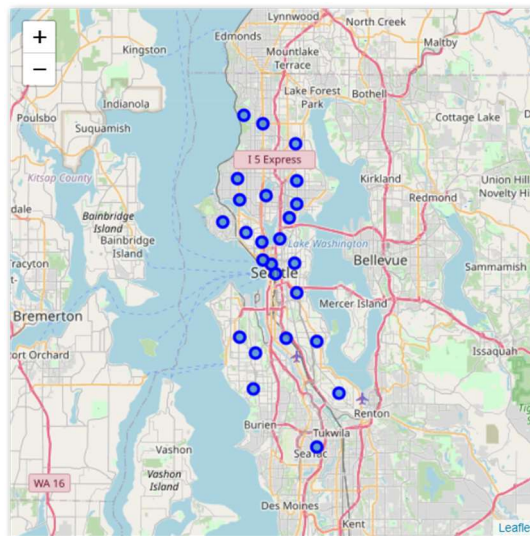 +
−
Lynnwood
North Creek
Edmonds
Maltby
Kingston
Mountlake
Terrace
Lake Forest
Park
Bothell
Indianola
Poulsbo
Suquamish
Cottage Lake
I 5 Express
Kitsap County
Kirkland
Union Hill
Novelty Hi
Redmond
dale
Bainbridge
Island
Bainbridge
Island
Lake Washington
Bellevue
Tracyton
Seattle
Sammamish
Mercer Island
Bremerton
Issaquah
ort Orchard
Renton
Burien
Tukwila
SeaTac
Vashon
Vashon
Island
WA 16
Des Moines
Kent
Leafle